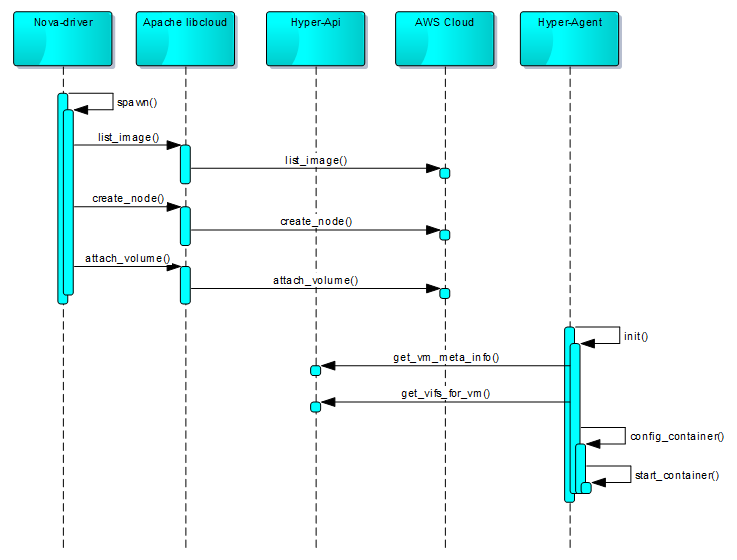 Nova-driver
Apache libcloud
Hyper-Api
AWS Cloud
Hyper-Agent
spawn()
list_image()
list_image()
create_node()
create_node()
attach_volume()
attach_volume()
init()
get_vm_meta_info()
get_vifs_for_vm()
config_container()
start_container()